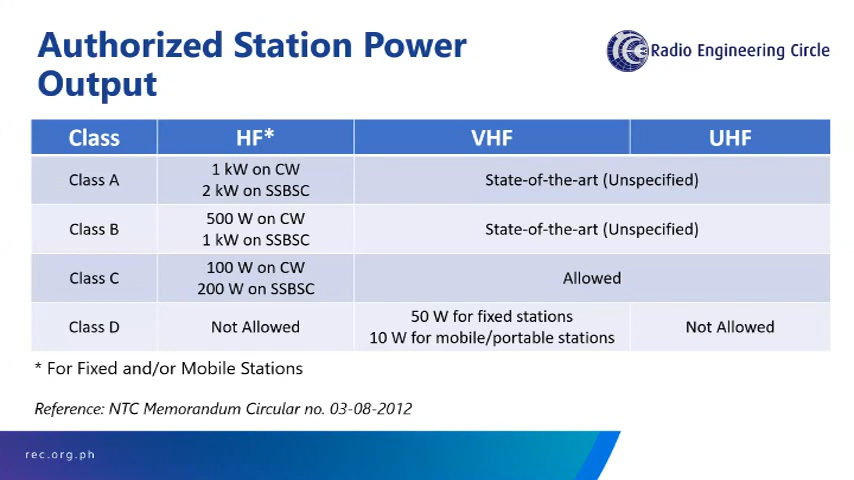 Authorized Station Power
Output
Radio Engineering Circle
Class HF* VHF UHF
Class A
1 kW on CW
2 kW on SSBSC
State-of-the-art (Unspecified)
Class B
500 W on CW
1 kW on SSBSC
State-of-the-art (Unspecified)
Class C
100 W on CW
200 W on SSBSC
Allowed
Class D
Not Allowed
50 W for fixed stations
10 W for mobile/portable stations
Not Allowed
* For Fixed and/or Mobile Stations
Reference: NTC Memorandum Circular no. 03-08-2012
rec.org.ph